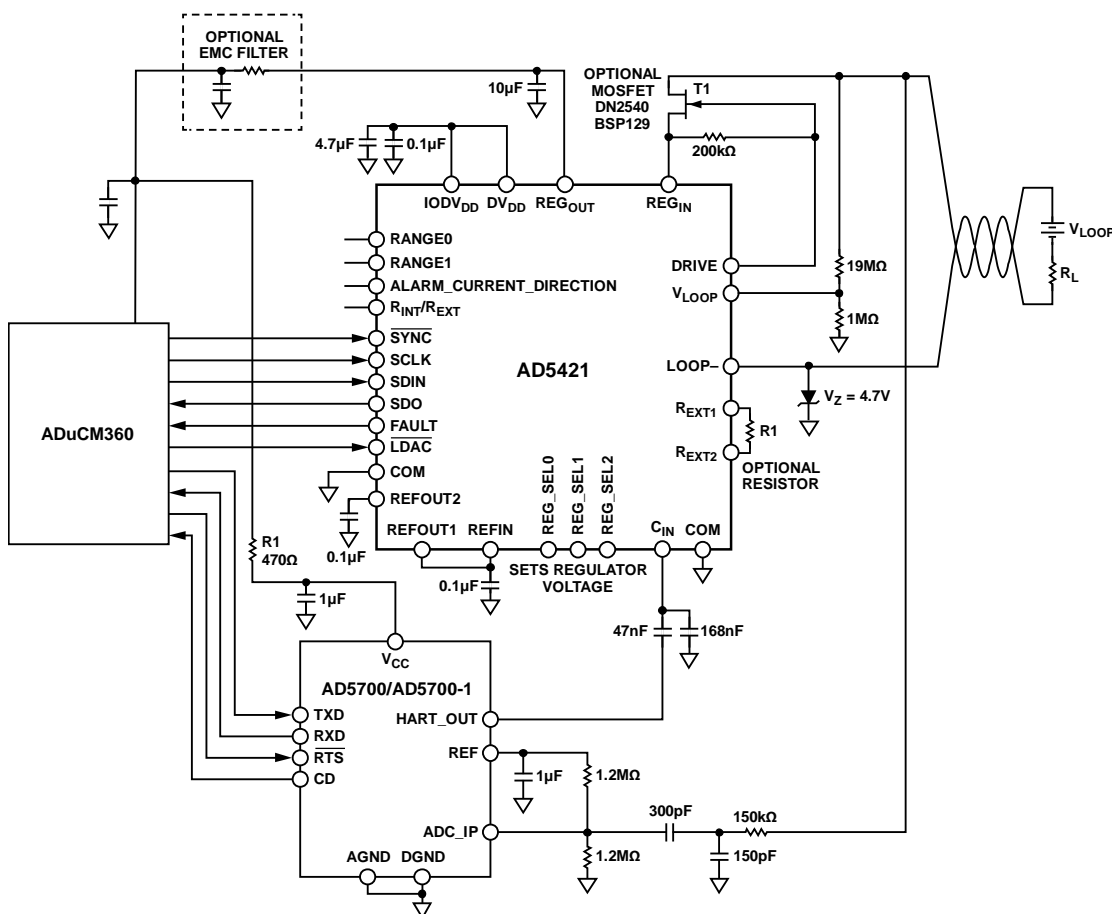 OPTIONAL
EMC FILTER
10µF
OPTIONAL
MOSFET
DN2540
BSP129
T1
200kΩ
4.7µF
0.1µF
IODVDD
DVDD
REGOUT
REGIN
VLOOP
RL
RANGE0
RANGE1
ALARM_CURRENT_DIRECTION
RINT/REXT
SYNC
SCLK
SDIN
SDO
FAULT
LDAC
COM
REFOUT2
AD5421
DRIVE
VLOOP
LOOP–
REXT1
REXT2
19MΩ
1MΩ
VZ = 4.7V
R1
OPTIONAL
RESISTOR
ADuCM360
REG_SEL0
REG_SEL1
REG_SEL2
REFOUT1
REFIN
CIN
COM
SETS REGULATOR
VOLTAGE
0.1µF
0.1µF
R1
470Ω
1µF
47nF
168nF
VCC
AD5700/AD5700-1
TXD
RXD
RTS
CD
HART_OUT
REF
ADC_IP
AGND
DGND
1µF
1.2MΩ
1.2MΩ
300pF
150kΩ
150pF